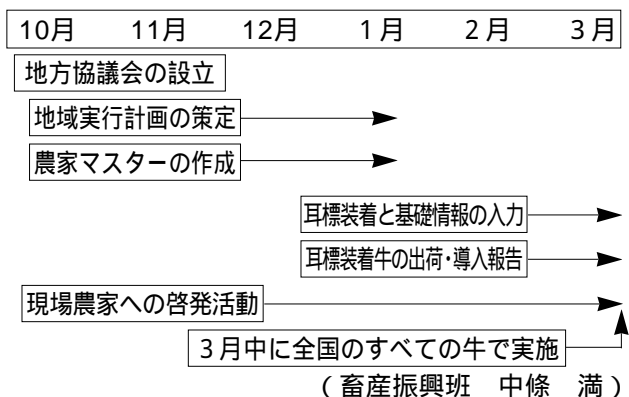 10月 11月 12月 1月 2月 3月
地方協議会の設立
地域実行計画の策定
農家マスターの作成
耳標装着と基礎情報の入力
耳標装着牛の出荷・導入報告
現場農家への啓発活動
3月中に全国のすべての牛で実施
(畜産振興班 中條 満)